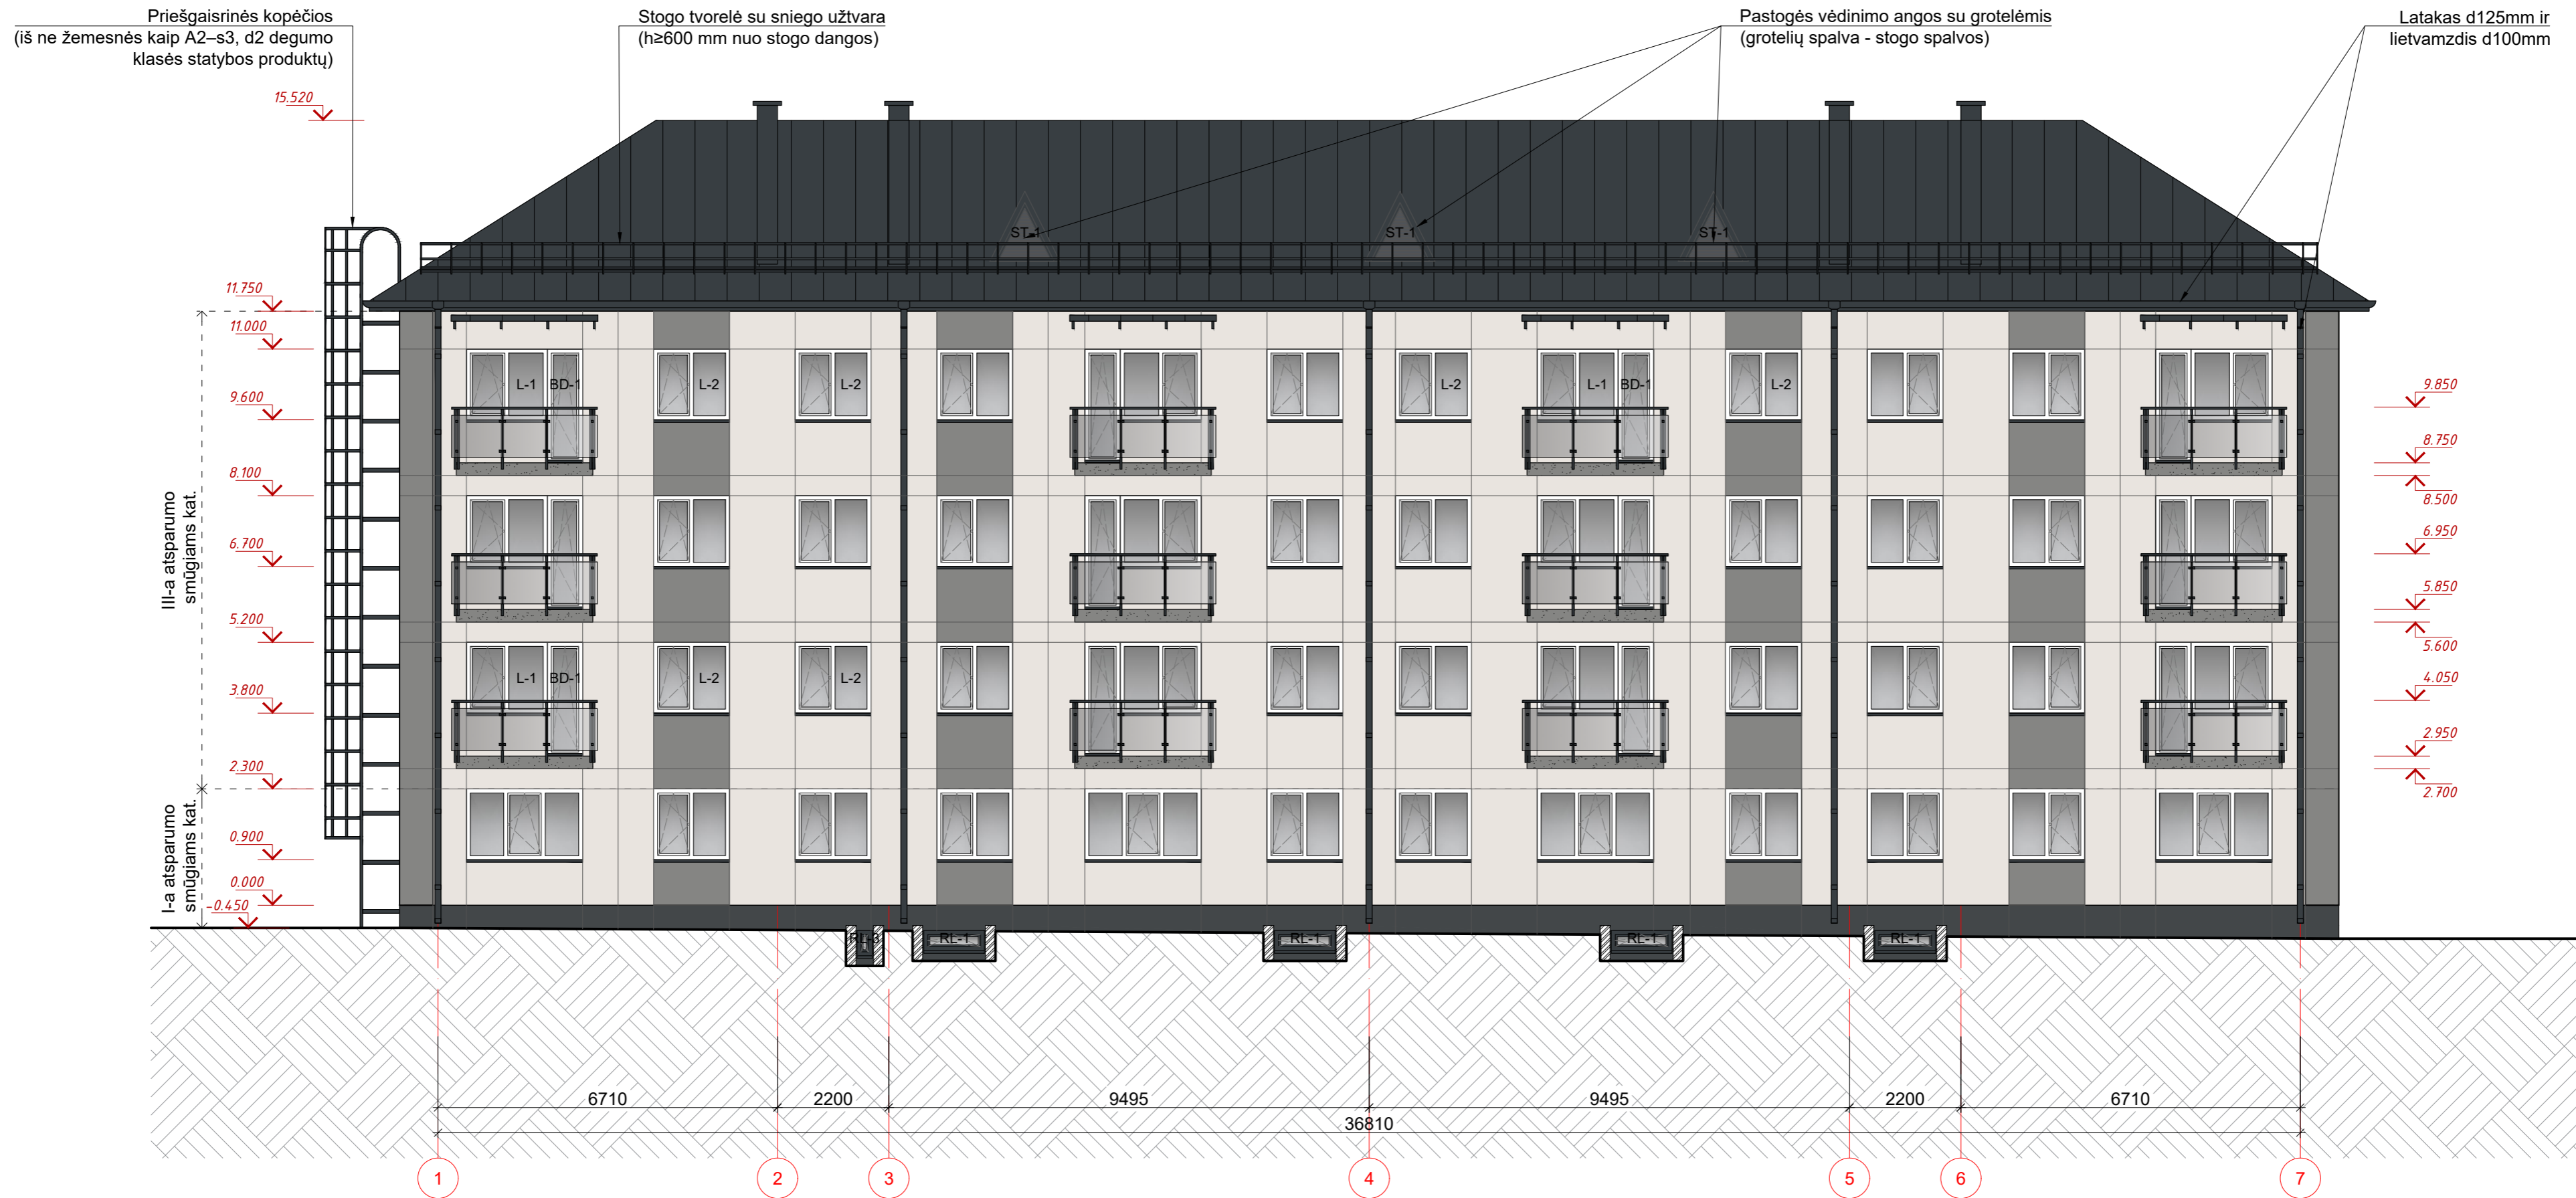 Priešgaisrinės kopėčios
(iš ne žemesnės kaip A2–s3, d2 degumo
klasės statybos produktų)
Stogo tvorelė su sniego užtvara
(h≥600 mm nuo stogo dangos)
Pastogės vėdinimo angos su grotelėmis
(grotelių spalva - stogo spalvos)
Latakas d125mm ir
lietvamzdis d100mm
15.520
ST-1 ST-1 ST-1
11.750
11.000
9.600
8.100
6.700
5.200
3.800
2.300
0.900
0.000
-0.450
III-a atsparumo
smūgiams kat.
I-a atsparumo
smūgiams kat.
L-1 BD-1 L-2 L-2 L-2 L-1 BD-1 L-2
L-1 BD-1 L-2 L-2
9.850
8.750
8.500
6.950
5.850
5.600
4.050
2.950
2.700
RL-3 RL-1 RL-1 RL-1 RL-1
6710 2200 9495 9495 2200 6710
36810
1 2 3 4 5 6 7